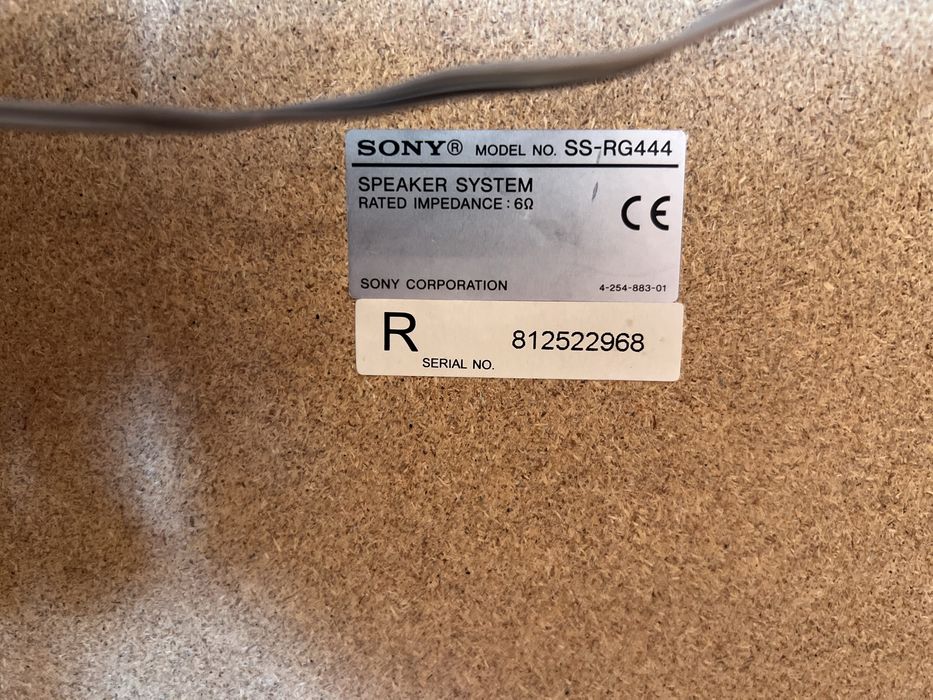 SONY® MODEL NO. SS-RG444
SPEAKER SYSTEM
RATED IMPEDANCE : 6Ω
CE
SONY CORPORATION 4-254-883-01
R 812522968
SERIAL NO.